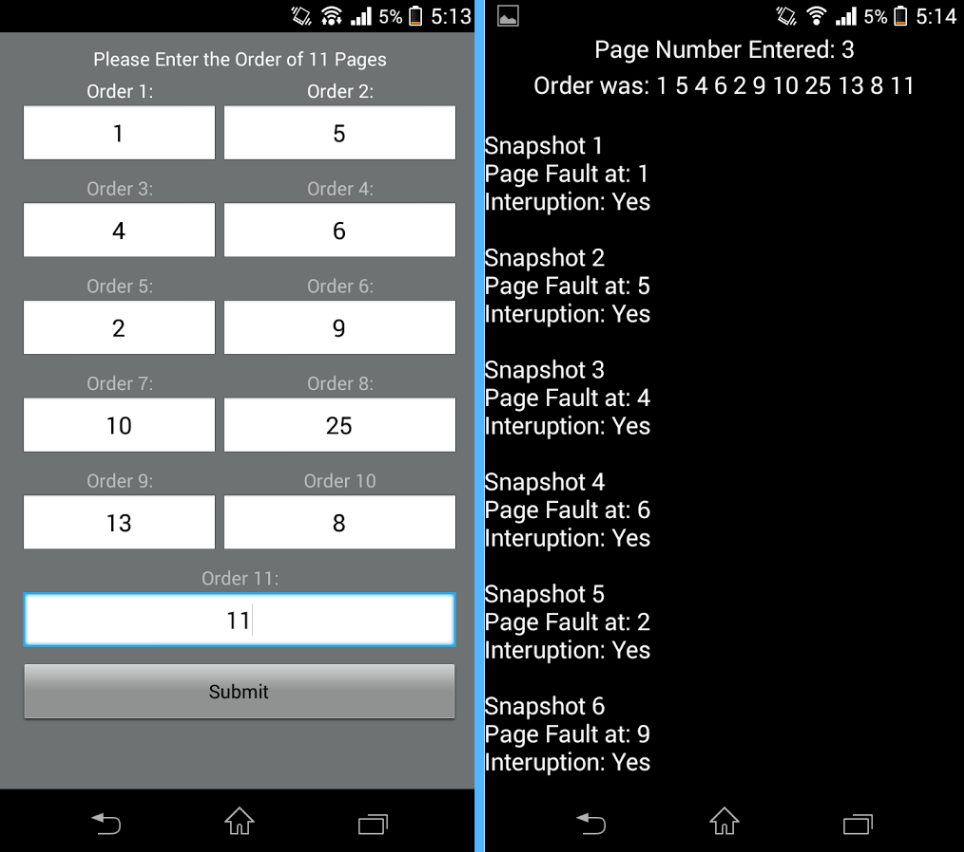 5% 5:13
Please Enter the Order of 11 Pages
Order 1: Order 2:
1 5
Order 3: Order 4:
4 6
Order 5: Order 6:
2 9
Order 7: Order 8:
10 25
Order 9: Order 10
13 8
Order 11:
11
Submit
5% 5:14
Page Number Entered: 3
Order was: 1 5 4 6 2 9 10 25 13 8 11
Snapshot 1
Page Fault at: 1
Interuption: Yes
Snapshot 2
Page Fault at: 5
Interuption: Yes
Snapshot 3
Page Fault at: 4
Interuption: Yes
Snapshot 4
Page Fault at: 6
Interuption: Yes
Snapshot 5
Page Fault at: 2
Interuption: Yes
Snapshot 6
Page Fault at: 9
Interuption: Yes